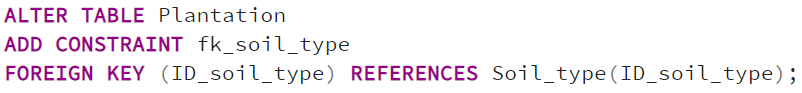 ALTER TABLE Plantation
ADD CONSTRAINT fk_soil_type
FOREIGN KEY (ID_soil_type) REFERENCES Soil_type(ID_soil_type);